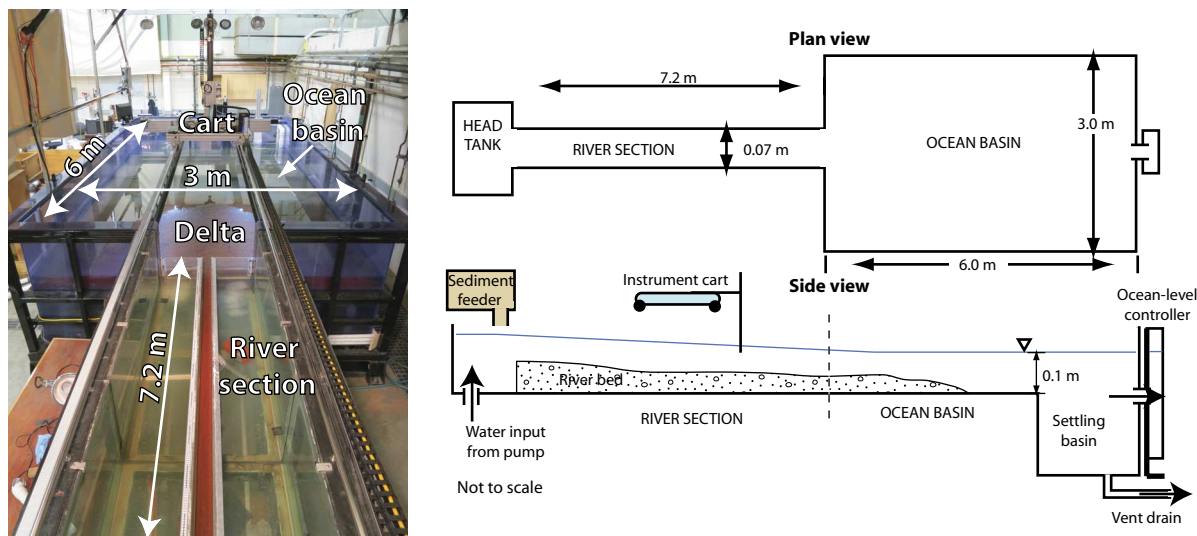 Ocean
basin
Cart
6 m
3 m
Delta
7.2 m
River
section
Plan view
7.2 m
HEAD
TANK
RIVER SECTION
0.07 m
OCEAN BASIN
3.0 m
6.0 m
Side view
Sediment
feeder
Instrument cart
Ocean-level
controller
River bed
0.1 m
RIVER SECTION
OCEAN BASIN
Settling
basin
Water input
from pump
Not to scale
Vent drain